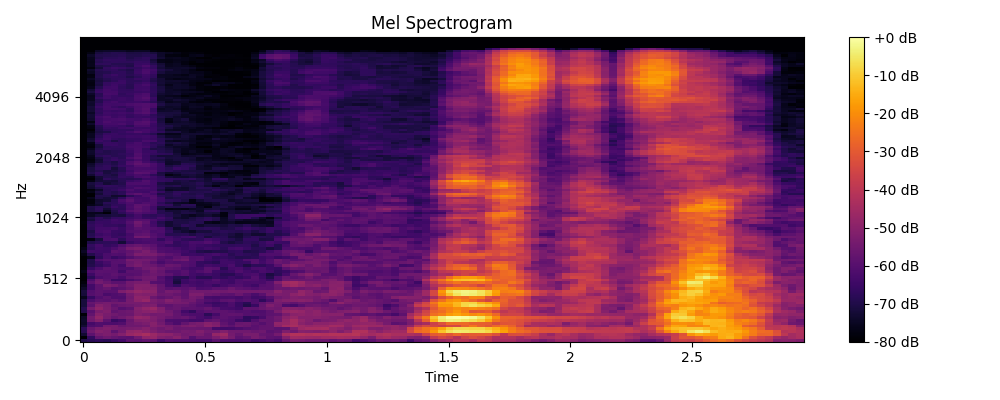 Mel Spectrogram
Hz
4096
2048
1024
512
0
0
0.5
1
1.5
2
2.5
Time
+0 dB
-10 dB
-20 dB
-30 dB
-40 dB
-50 dB
-60 dB
-70 dB
-80 dB